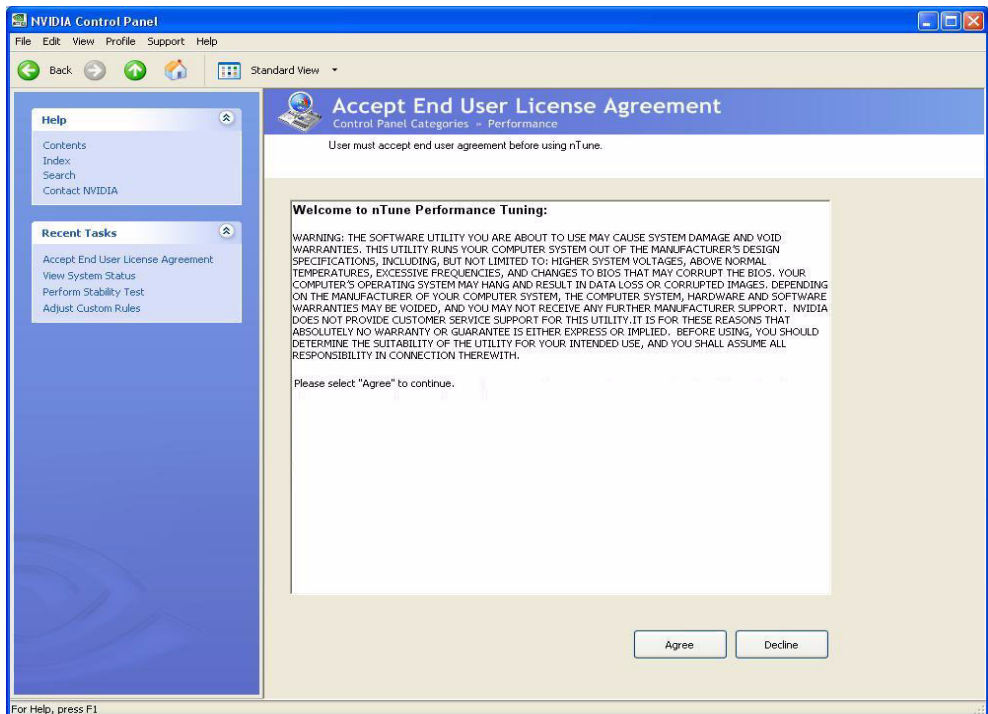 NVIDIA Control Panel
File Edit View Profile Support Help
Back Standard View
Help
Contents
Index
Search
Contact NVIDIA
Recent Tasks
Accept End User License Agreement
View System Status
Perform Stability Test
Adjust Custom Rules
Accept End User License Agreement
Control Panel Categories » Performance
User must accept end user agreement before using nTune.
Welcome to nTune Performance Tuning:
WARNING: THE SOFTWARE UTILITY YOU ARE ABOUT TO USE MAY CAUSE SYSTEM DAMAGE AND VOID
WARRANTIES. THIS UTILITY RUNS YOUR COMPUTER SYSTEM OUT OF THE MANUFACTURER'S DESIGN
SPECIFICATIONS, INCLUDING, BUT NOT LIMITED TO: HIGHER SYSTEM VOLTAGES, ABOVE NORMAL
TEMPERATURES, EXCESSIVE FREQUENCIES, AND CHANGES TO BIOS THAT MAY CORRUPT THE BIOS. YOUR
COMPUTER'S OPERATING SYSTEM MAY HANG AND RESULT IN DATA LOSS OR CORRUPTED IMAGES. DEPENDING
ON THE MANUFACTURER OF YOUR COMPUTER SYSTEM, THE COMPUTER SYSTEM, HARDWARE AND SOFTWARE
WARRANTIES MAY BE VOIDED, AND YOU MAY NOT RECEIVE ANY FURTHER MANUFACTURER SUPPORT. NVIDIA
DOES NOT PROVIDE CUSTOMER SERVICE SUPPORT FOR THIS UTILITY.IT IS FOR THESE REASONS THAT
ABSOLUTELY NO WARRANTY OR GUARANTEE IS EITHER EXPRESS OR IMPLIED. BEFORE USING, YOU SHOULD
DETERMINE THE SUITABILITY OF THE UTILITY FOR YOUR INTENDED USE, AND YOU SHALL ASSUME ALL
RESPONSIBILITY IN CONNECTION THEREWITH.
Please select "Agree" to continue.
Agree
Decline
For Help, press F1